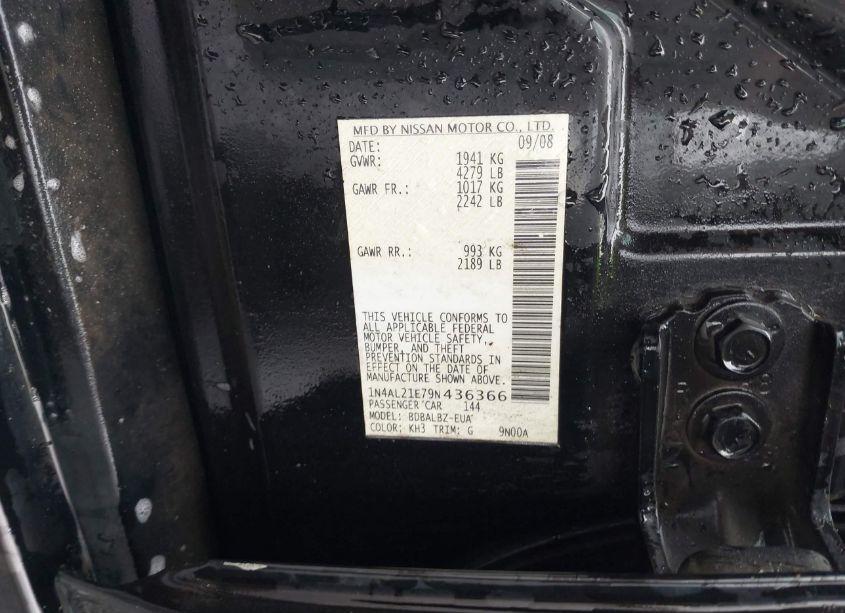 MFD BY NISSAN MOTOR CO., LTD.
DATE: 09/08
GVWR: 1941 KG
4279 LB
GAWR FR.: 1017 KG
2242 LB
GAWR RR.: 993 KG
2189 LB
THIS VEHICLE CONFORMS TO
ALL APPLICABLE FEDERAL
MOTOR VEHICLE SAFETY,
BUMPER, AND THEFT
PREVENTION STANDARDS IN
EFFECT ON THE DATE OF
MANUFACTURE SHOWN ABOVE.
1N4AL21E79N436366
PASSENGER CAR 144
MODEL: BDBALBZ-EUA
COLOR: KH3 TRIM: G 9N00A